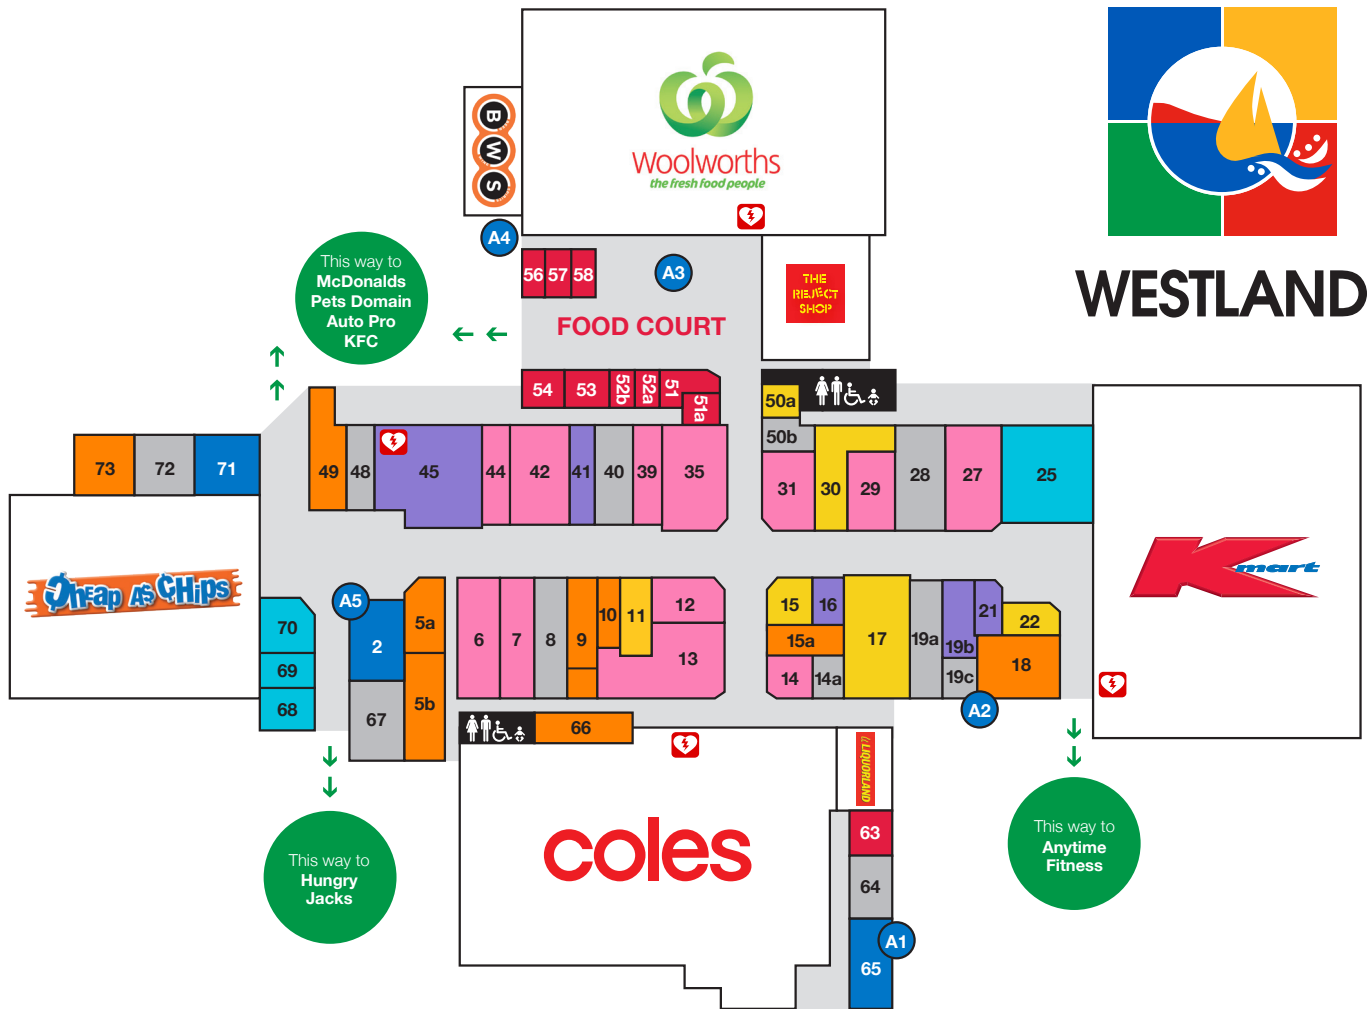 WESTLAND
B
W
S
Woolworths
the fresh food people
A4
A3
56 57 58
FOOD COURT
THE
REJECT
SHOP
This way to
McDonalds
Pets Domain
Auto Pro
KFC
54 53 52b 52a 51
51a
50a
50b
73 72 71
49 48 45 44 42 41 40 39 35
31 30 29 28 27 25
Kmart
Cheap AS CHips
A5
70
69
68
2
67
5a
5b
6 7 8 9 10 11 12
13
15 16
15a
14 14a
17
19a 19b 21 22
19c 18
A2
66
coles
LIQUORLAND
63
64
65
A1
This way to
Hungry
Jacks
This way to
Anytime
Fitness